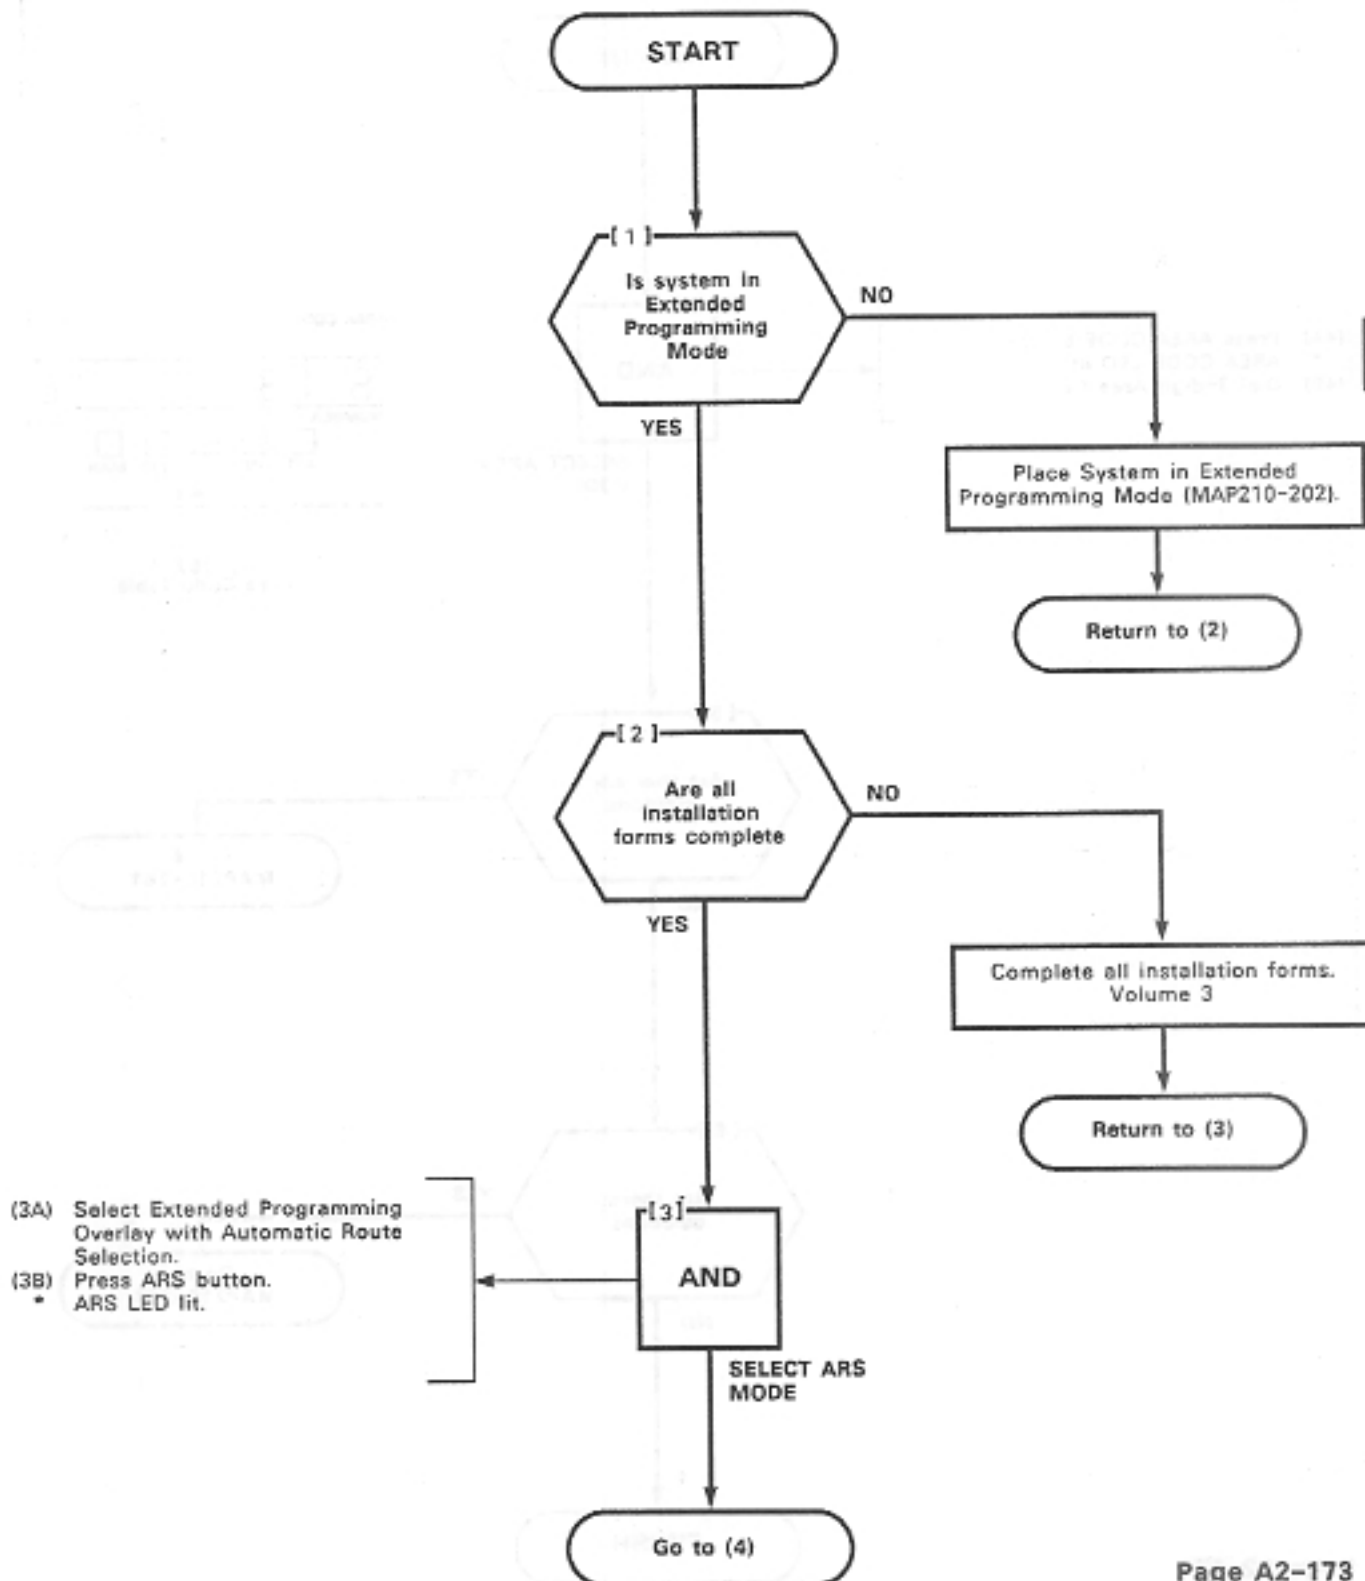 START
[ 1 ]
Is system in
Extended
Programming
Mode
NO
YES
Place System in Extended
Programming Mode (MAP210-202).
Return to (2)
[ 2 ]
Are all
installation
forms complete
NO
YES
Complete all installation forms.
Volume 3
Return to (3)
(3A) Select Extended Programming
Overlay with Automatic Route
Selection.
(3B) Press ARS button.
* ARS LED lit.
[3]
AND
SELECT ARS
MODE
Go to (4)
Page A2-173